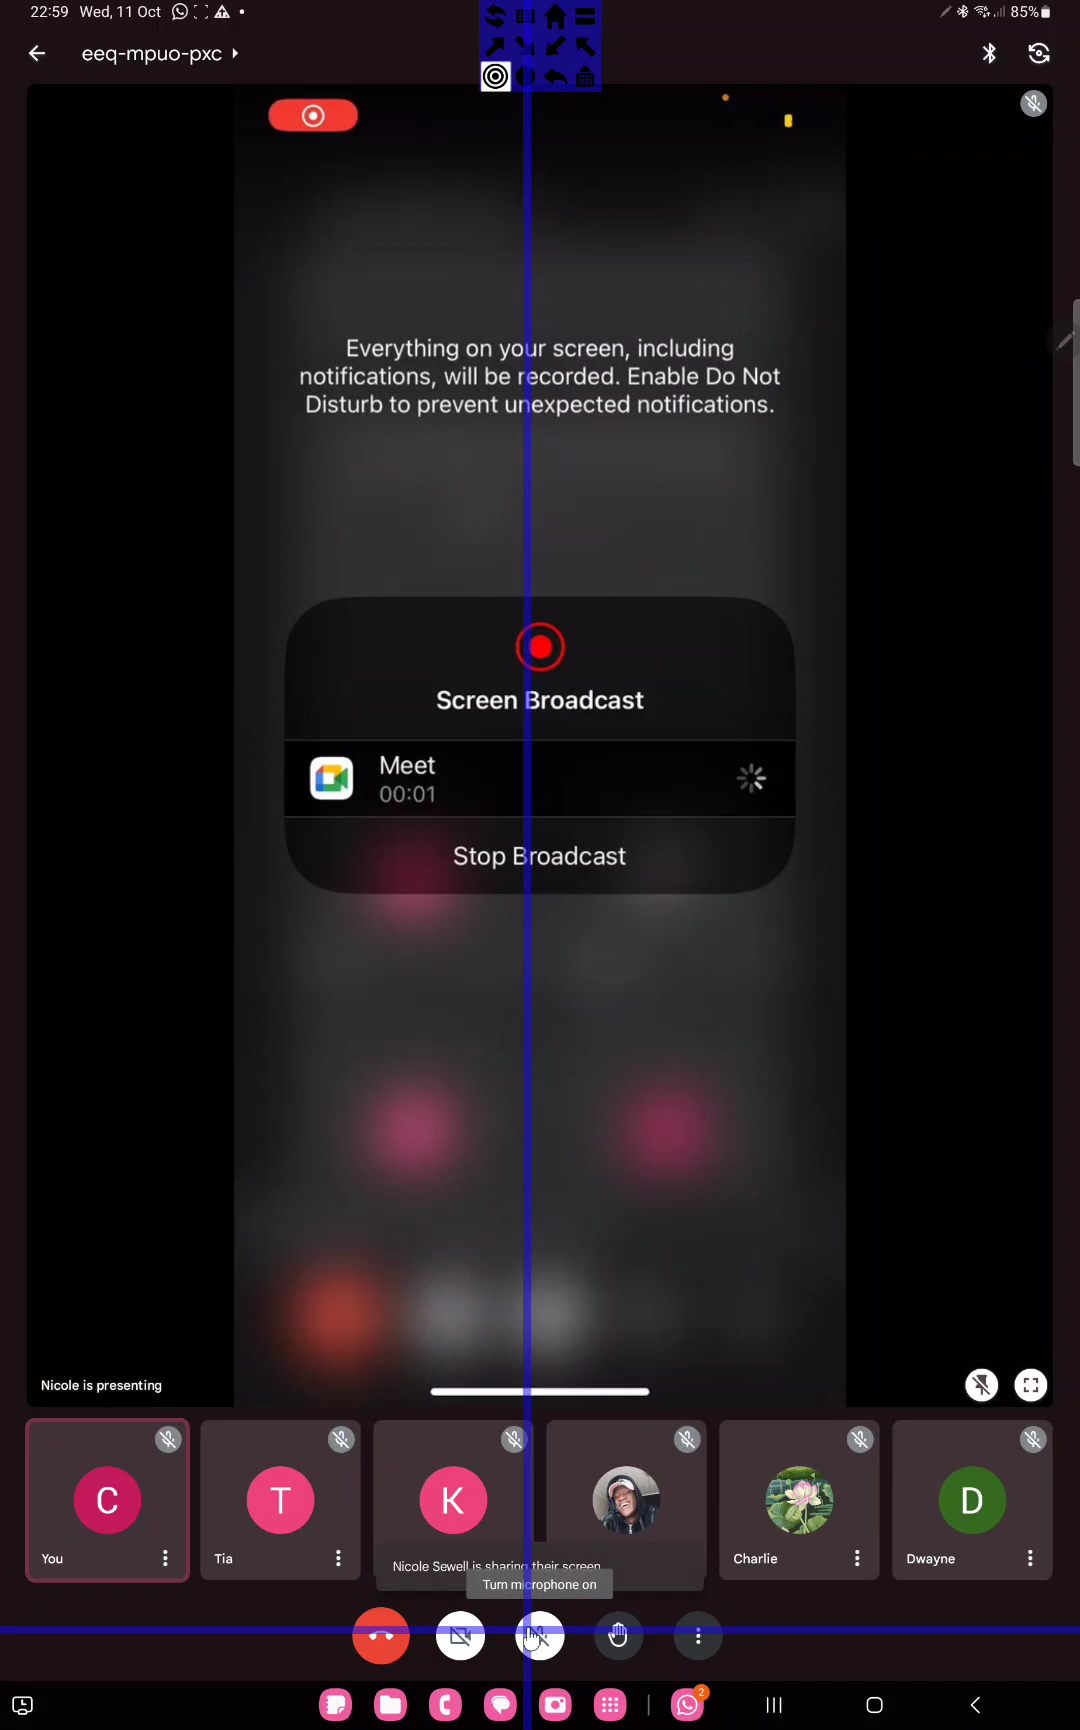 22:59 Wed, 11 Oct
85%
eeq-mpuo-pxc
Everything on your screen, including
notifications, will be recorded. Enable Do Not
Disturb to prevent unexpected notifications.
Screen Broadcast
Meet
00:01
Stop Broadcast
Nicole is presenting
C
T
K
D
You
Tia
Charlie
Dwayne
Nicole Sewell is sharing their screen
Turn microphone on
2